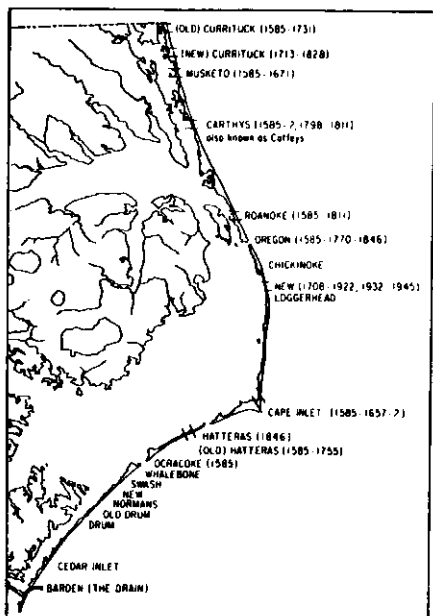 (OLD) CURRITUCK (1585-1731)
(NEW) CURRITUCK (1713-1828)
MUSKETO (1585-1671)
CARTHYS (1585-?, 1798-1811)
also known as Caffeys
ROANOKE (1585-1811)
OREGON (1585-1770-1846)
CHICKINOKE
NEW (1708-1922, 1932-1945)
LOGGERHEAD
CAPE INLET (1585-1657-?)
HATTERAS (1846)
(OLD) HATTERAS (1585-1755)
OCRACOKE (1585)
WHALEBONE
SWASH
NEW
NORMANS
OLD DRUM
DRUM
CEDAR INLET
BARDEN (THE DRAIN)